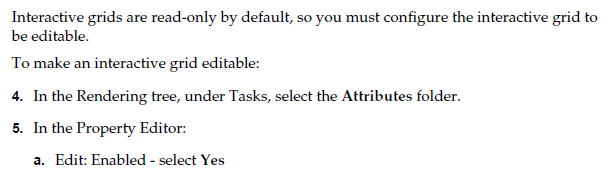 Interactive grids are read-only by default, so you must configure the interactive grid to
be editable.
To make an interactive grid editable:
4. In the Rendering tree, under Tasks, select the Attributes folder.
5. In the Property Editor:
a. Edit: Enabled - select Yes